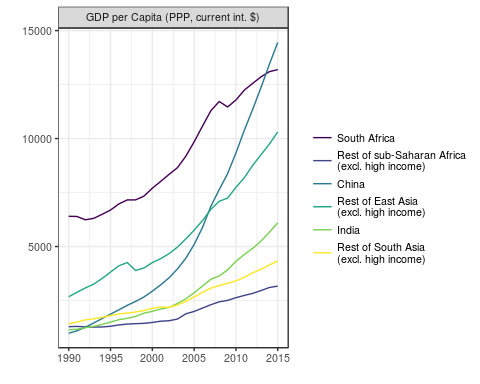 GDP per Capita (PPP, current int. $)
15000
10000
5000
1990 1995 2000 2005 2010 2015
South Africa
Rest of sub-Saharan Africa
(excl. high income)
China
Rest of East Asia
(excl. high income)
India
Rest of South Asia
(excl. high income)